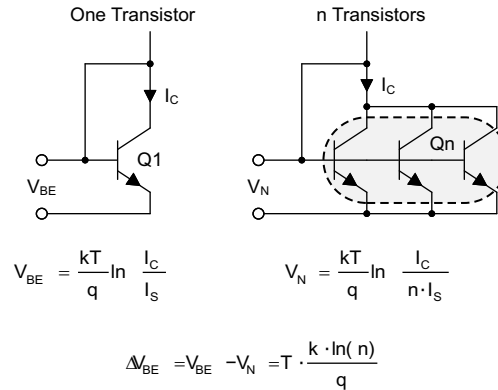 One Transistor
n Transistors
I_C
I_C
Q1
Qn
V_BE
V_N
V_BE = kT/q ln I_C/I_S
V_N = kT/q ln I_C/n·I_S
ΔV_BE = V_BE − V_N = T · k · ln( n)/q